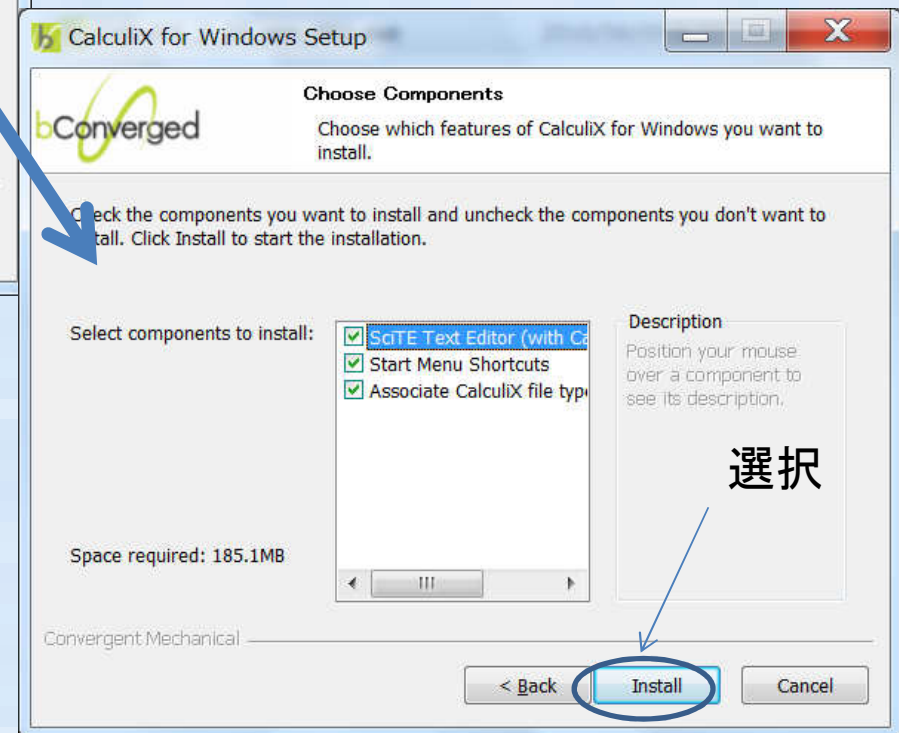 CalculiX for Windows Setup
bConverged
Choose Components
Choose which features of CalculiX for Windows you want to
install.
Check the components you want to install and uncheck the components you don't want to
install. Click Install to start the installation.
Select components to install:
SciTE Text Editor (with Ca
Start Menu Shortcuts
Associate CalculiX file type
Description
Position your mouse
over a component to
see its description.
選択
Space required: 185.1MB
Convergent Mechanical
< Back
Install
Cancel